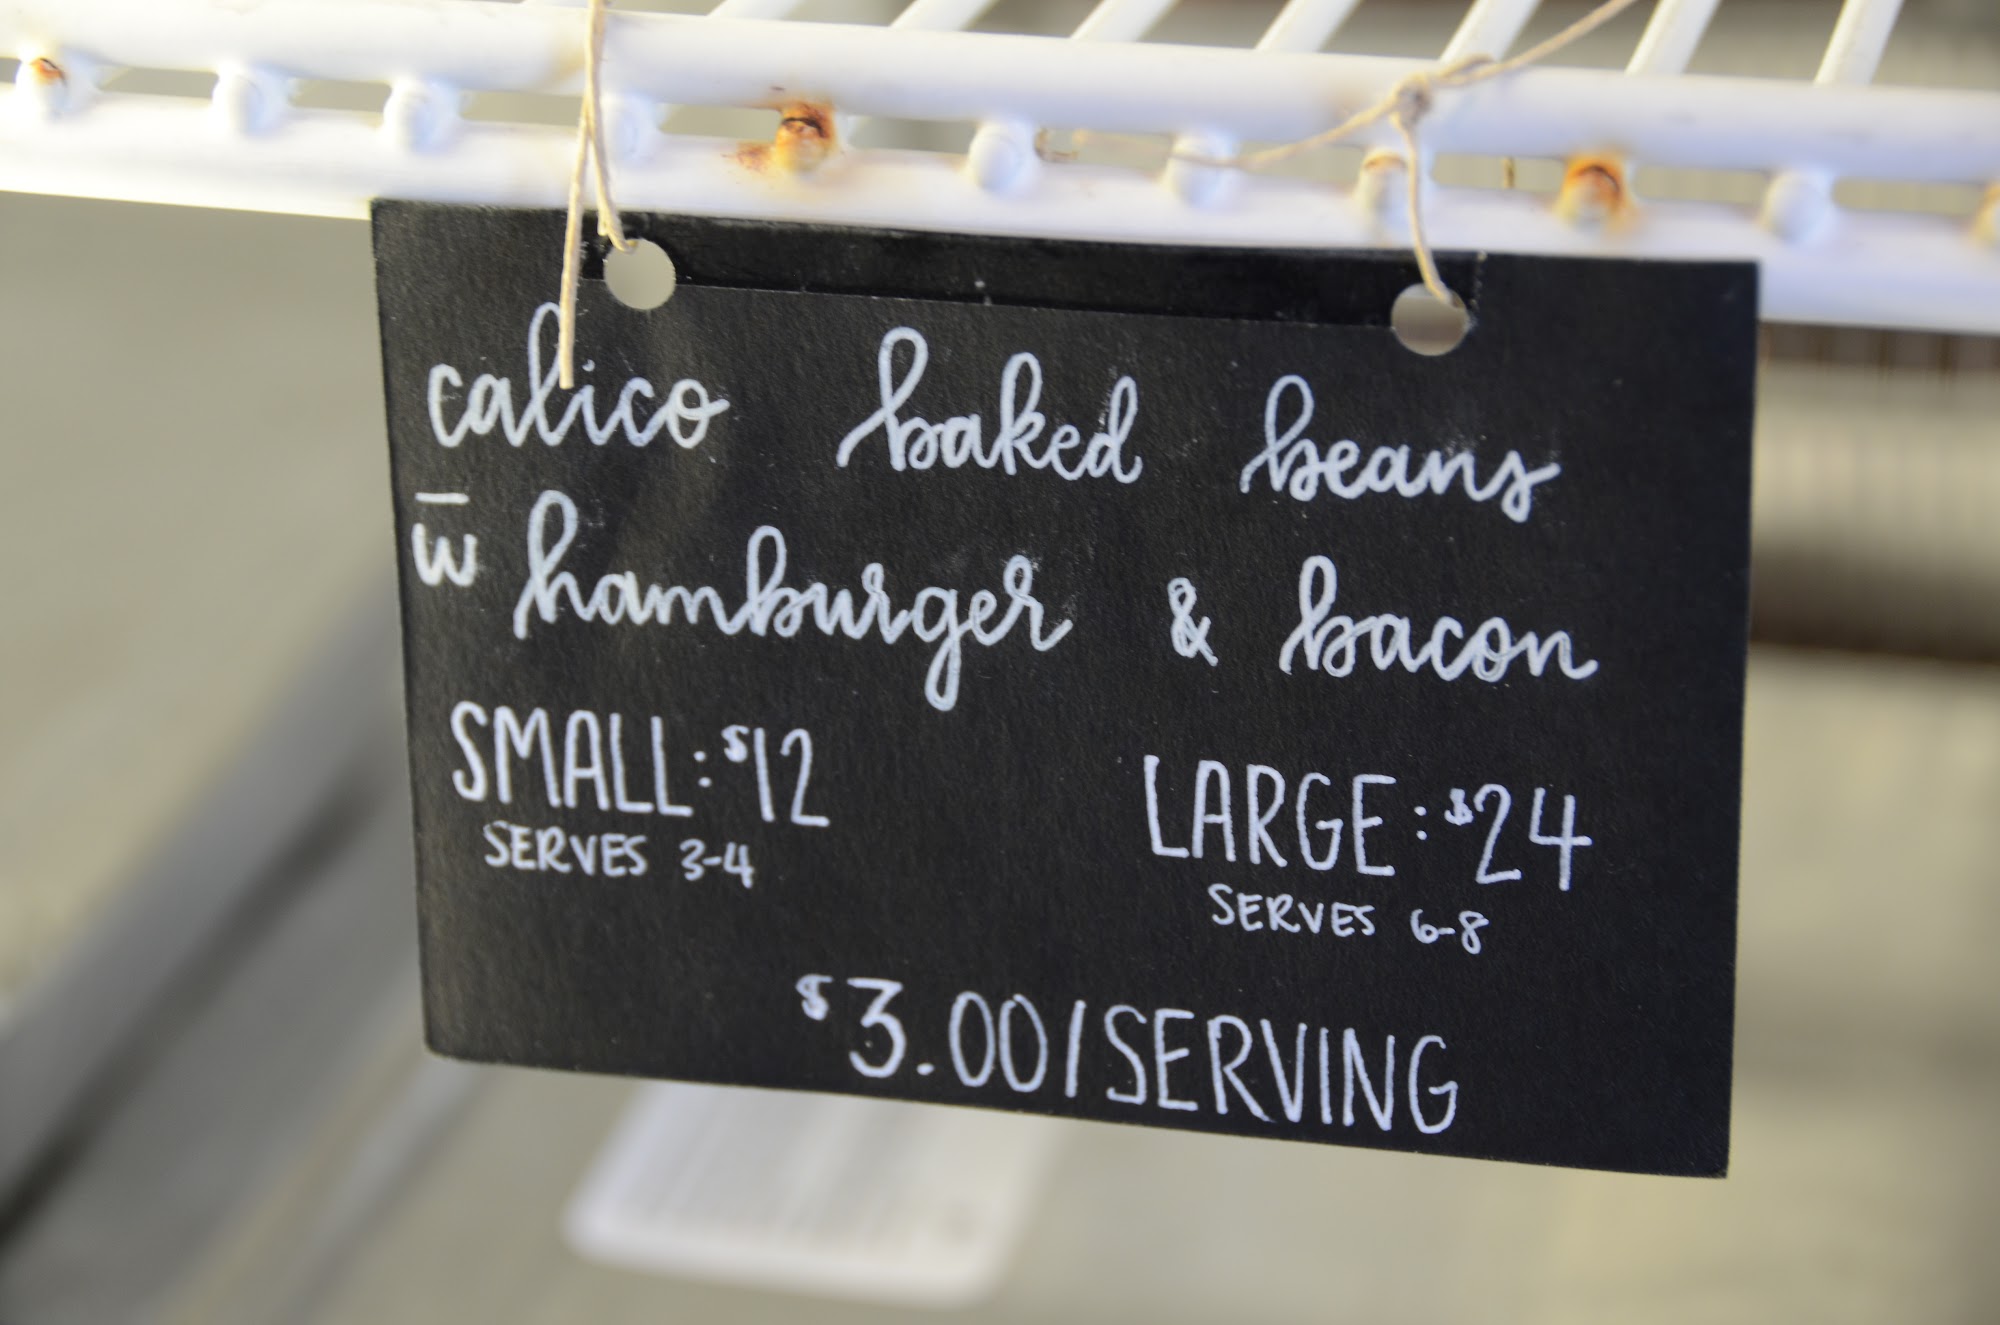 calico baked beans
w̅ hamburger & bacon
SMALL: $12 LARGE: $24
SERVES 3-4 SERVES 6-8
$3.00/SERVING